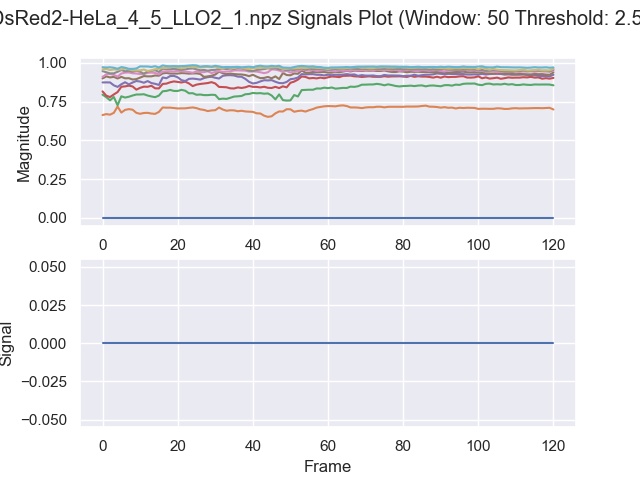 DsRed2-HeLa_4_5_LLO2_1.npz Signals Plot (Window: 50 Threshold: 2.5
1.00
0.75
0.50
0.25
0.00
Magnitude
0 20 40 60 80 100 120
0.050
0.025
0.000
−0.025
−0.050
Signal
0 20 40 60 80 100 120
Frame